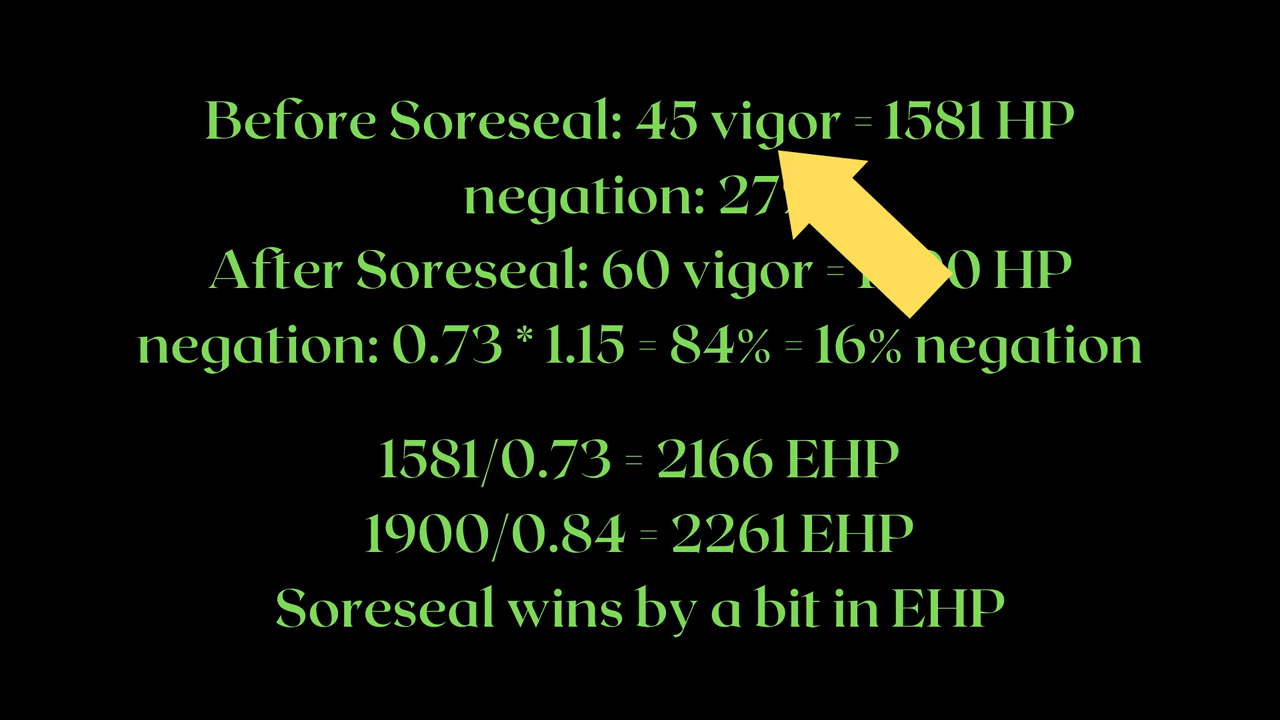 Before Soreseal: 45 vigor = 1581 HP
negation: 27
After Soreseal: 60 vigor = HP
negation: 0.73 * 1.15 = 84% = 16% negation
1581/0.73 = 2166 EHP
1900/0.84 = 2261 EHP
Soreseal wins by a bit in EHP